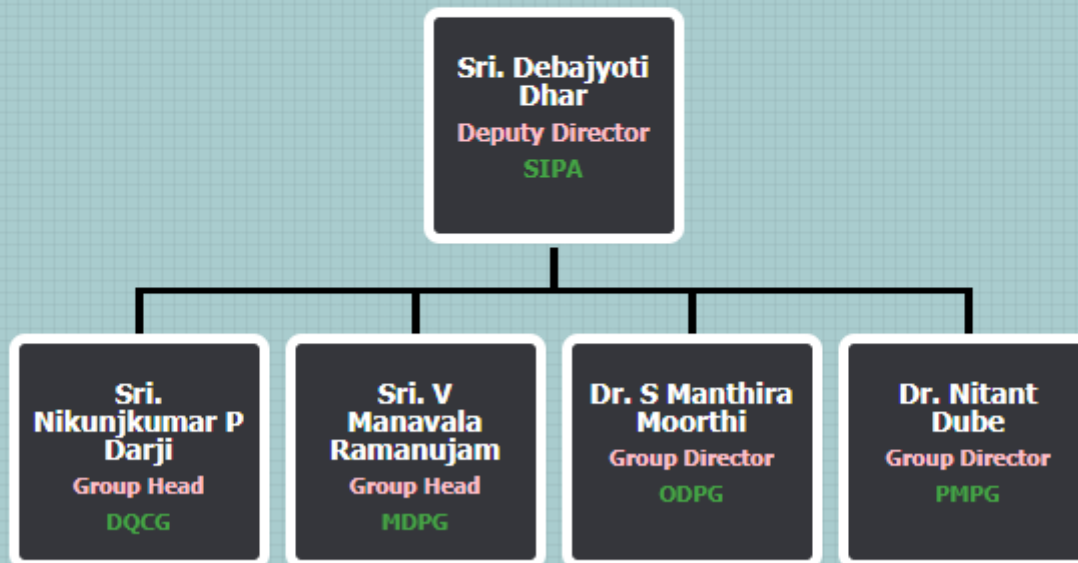 Sri. Debajyoti
Dhar
Deputy Director
SIPA
Sri.
Nikunjkumar P
Darji
Group Head
DQCG
Sri. V
Manavala
Ramanujam
Group Head
MDPG
Dr. S Manthira
Moorthi
Group Director
ODPG
Dr. Nitant
Dube
Group Director
PMPG